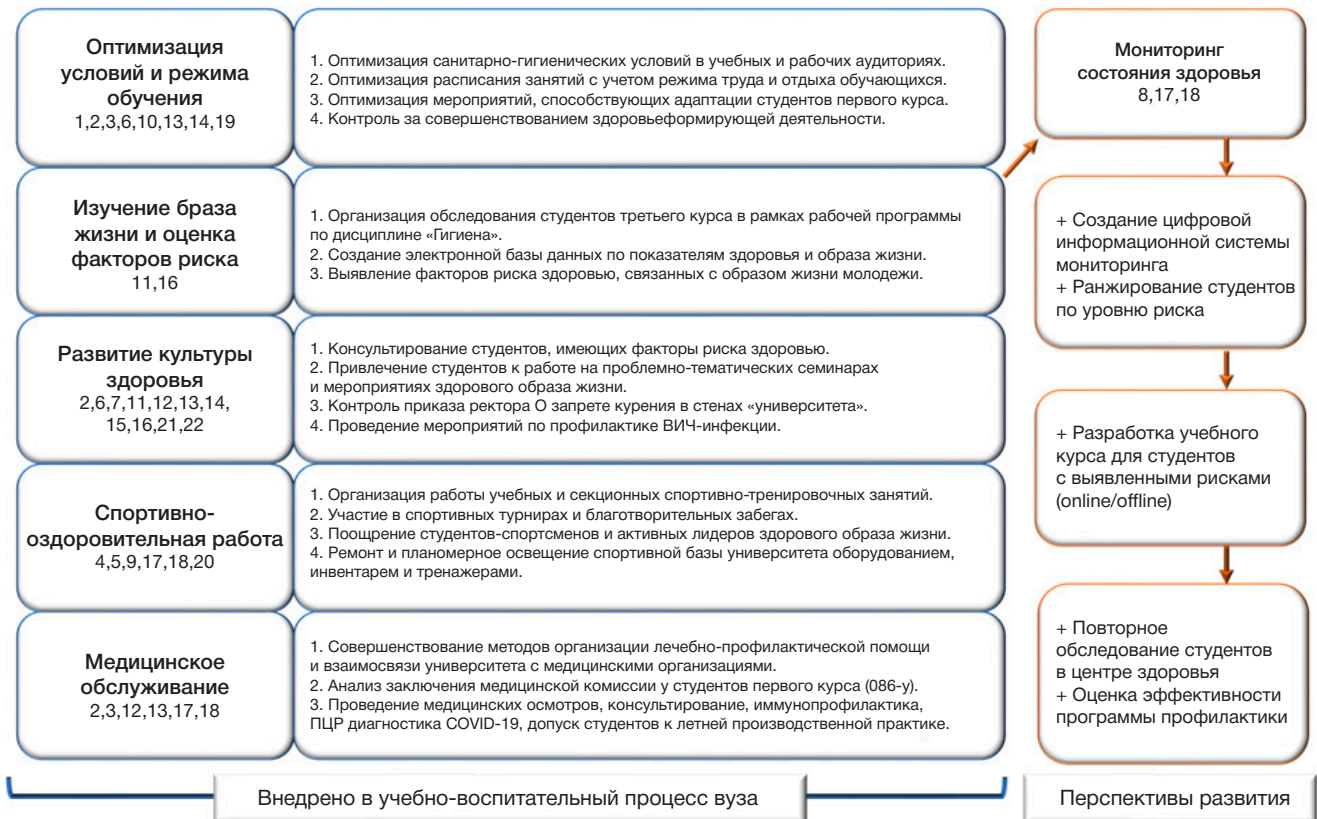 Оптимизация
условий и режима
обучения
1,2,3,6,10,13,14,19
1. Оптимизация санитарно-гигиенических условий в учебных и рабочих аудиториях.
2. Оптимизация расписания занятий с учетом режима труда и отдыха обучающихся.
3. Оптимизация мероприятий, способствующих адаптации студентов первого курса.
4. Контроль за совершенствованием здоровьеформирующей деятельности.
Изучение браза
жизни и оценка
факторов риска
11,16
1. Организация обследования студентов третьего курса в рамках рабочей программы
по дисциплине «Гигиена».
2. Создание электронной базы данных по показателям здоровья и образа жизни.
3. Выявление факторов риска здоровью, связанных с образом жизни молодежи.
Развитие культуры
здоровья
2,6,7,11,12,13,14,
15,16,21,22
1. Консультирование студентов, имеющих факторы риска здоровью.
2. Привлечение студентов к работе на проблемно-тематических семинарах
и мероприятиях здорового образа жизни.
3. Контроль приказа ректора О запрете курения в стенах «университета».
4. Проведение мероприятий по профилактике ВИЧ-инфекции.
Спортивно-
оздоровительная работа
4,5,9,17,18,20
1. Организация работы учебных и секционных спортивно-тренировочных занятий.
2. Участие в спортивных турнирах и благотворительных забегах.
3. Поощрение студентов-спортсменов и активных лидеров здорового образа жизни.
4. Ремонт и планомерное освещение спортивной базы университета оборудованием,
инвентарем и тренажерами.
Медицинское
обслуживание
2,3,12,13,17,18
1. Совершенствование методов организации лечебно-профилактической помощи
и взаимосвязи университета с медицинскими организациями.
2. Анализ заключения медицинской комиссии у студентов первого курса (086-у).
3. Проведение медицинских осмотров, консультирование, иммунопрофилактика,
ПЦР диагностика COVID-19, допуск студентов к летней производственной практике.
Внедрено в учебно-воспитательный процесс вуза
Мониторинг
состояния здоровья
8,17,18
+ Создание цифровой
информационной системы
мониторинга
+ Ранжирование студентов
по уровню риска
+ Разработка учебного
курса для студентов
с выявленными рисками
(online/offline)
+ Повторное
обследование студентов
в центре здоровья
+ Оценка эффективности
программы профилактики
Перспективы развития